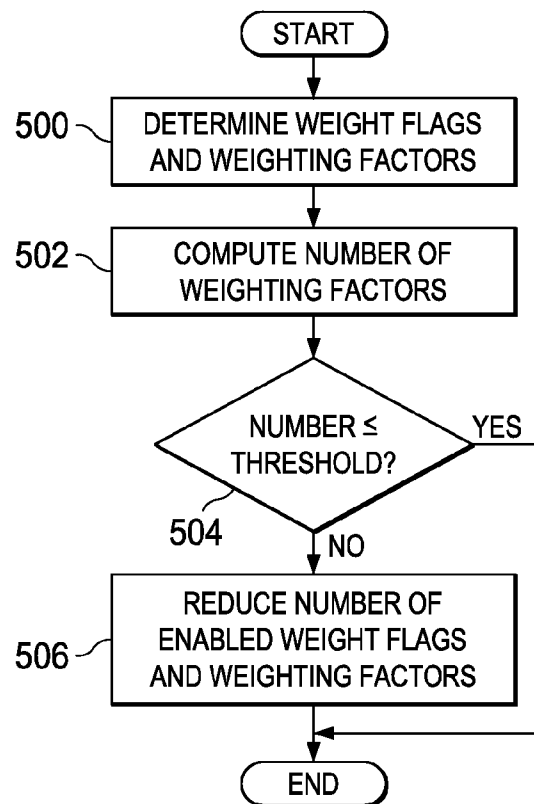 START
500
DETERMINE WEIGHT FLAGS
AND WEIGHTING FACTORS
502
COMPUTE NUMBER OF
WEIGHTING FACTORS
NUMBER ≤
THRESHOLD?
YES
504
NO
506
REDUCE NUMBER OF
ENABLED WEIGHT FLAGS
AND WEIGHTING FACTORS
END